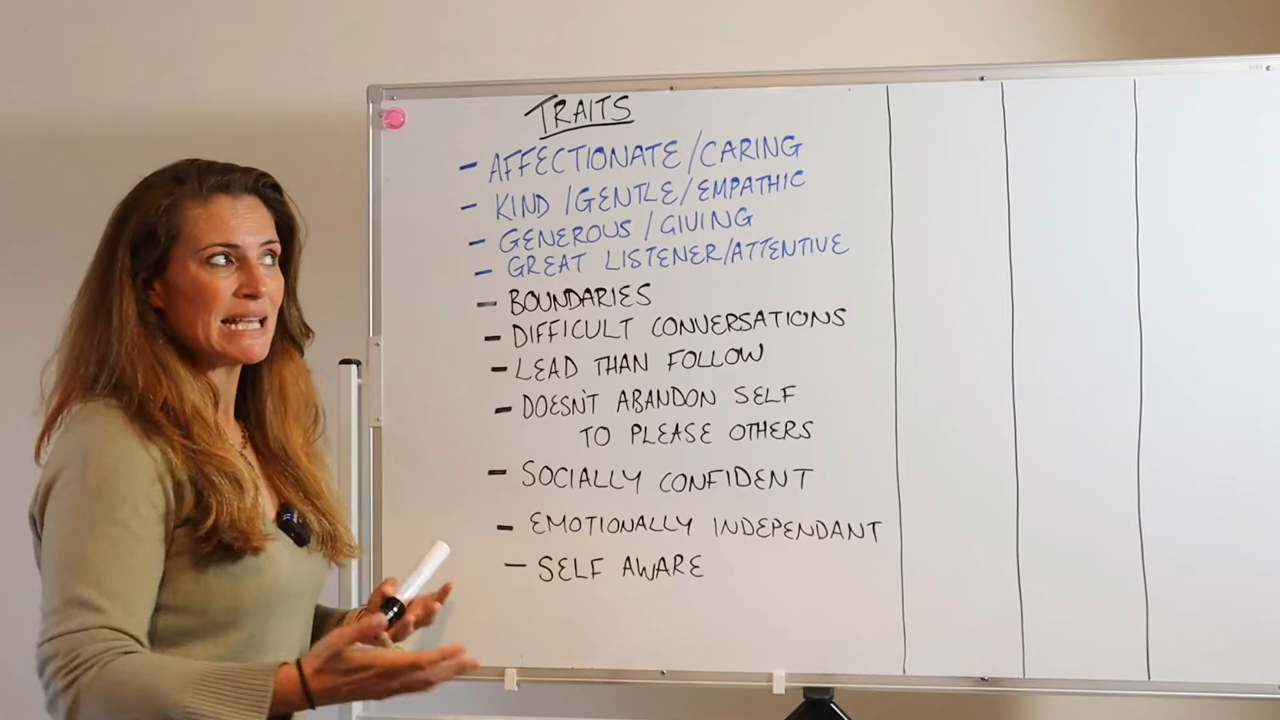 TRAITS
- AFFECTIONATE/CARING
- KIND/GENTLE/EMPATHIC
- GENEROUS/GIVING
- GREAT LISTENER/ATTENTIVE
- BOUNDARIES
- DIFFICULT CONVERSATIONS
- LEAD THAN FOLLOW
- DOESN'T ABANDON SELF
TO PLEASE OTHERS
- SOCIALLY CONFIDENT
- EMOTIONALLY INDEPENDANT
- SELF AWARE